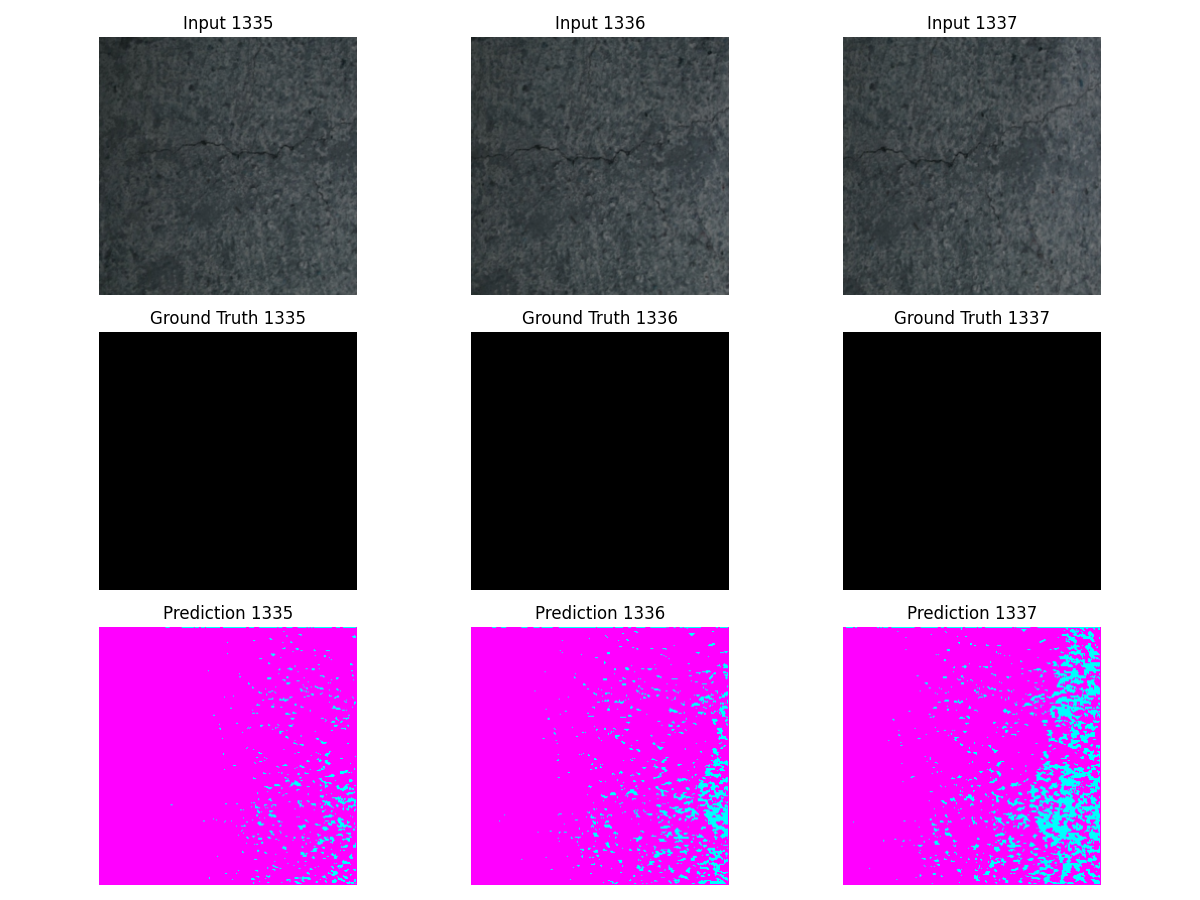 Input 1335
Input 1336
Input 1337
Ground Truth 1335
Ground Truth 1336
Ground Truth 1337
Prediction 1335
Prediction 1336
Prediction 1337